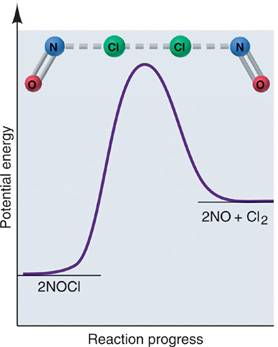 N Cl Cl N
O O
Potential energy
2NO + Cl₂
2NOCl
Reaction progress